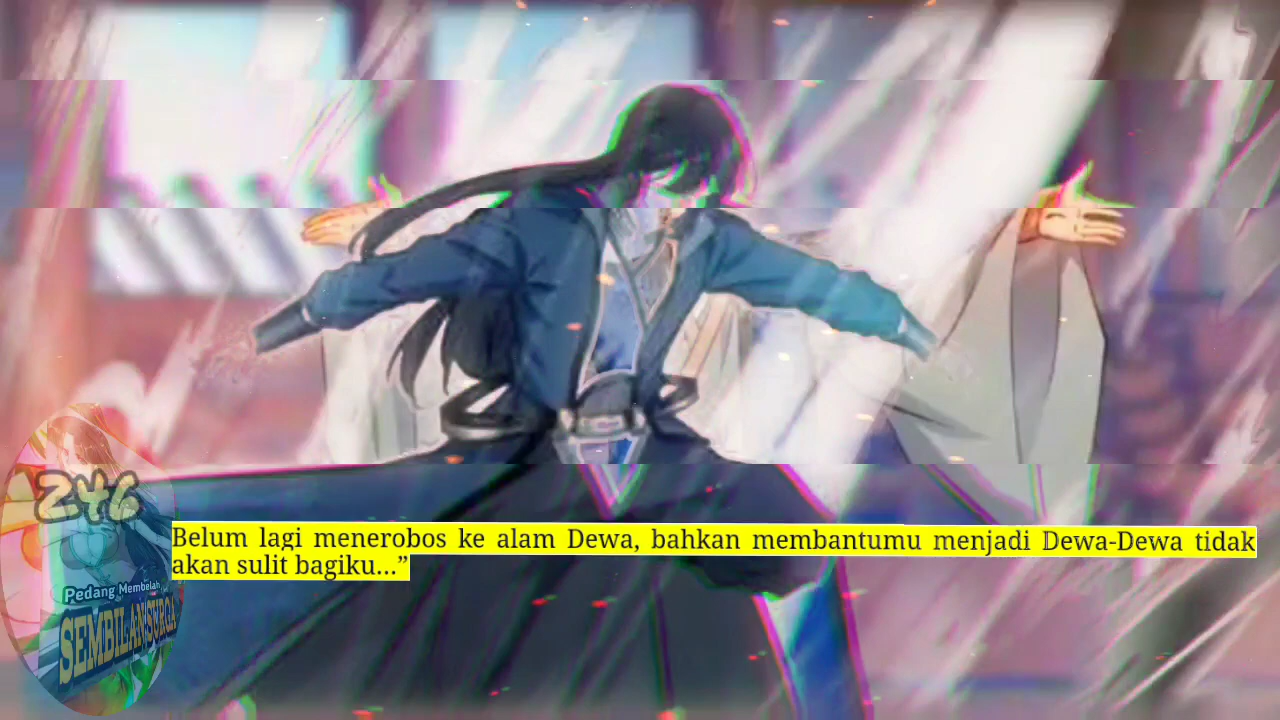 246
Pedang Membelah
SEMBILAN SURGA
Belum lagi menerobos ke alam Dewa, bahkan membantumu menjadi Dewa-Dewa tidak
akan sulit bagiku...”